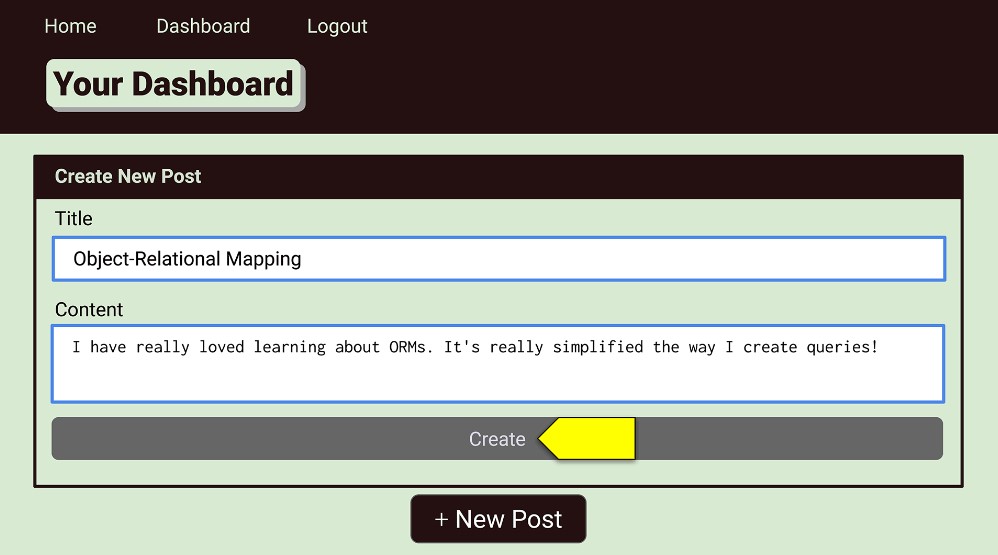 Home Dashboard Logout
Your Dashboard
Create New Post
Title
Object-Relational Mapping
Content
I have really loved learning about ORMs. It's really simplified the way I create queries!
Create
+ New Post